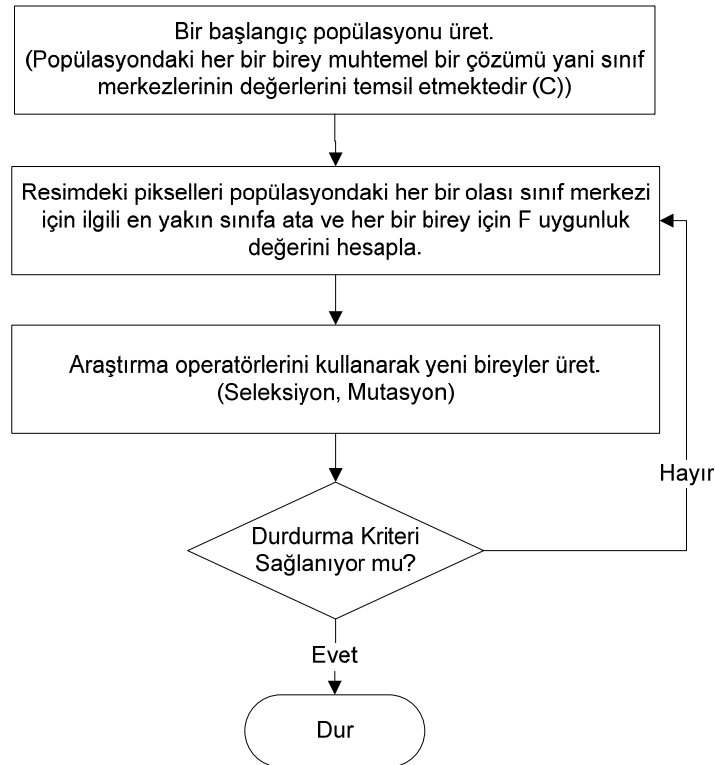 Bir başlangıç popülasyonu üret.
(Popülasyondaki her bir birey muhtemel bir çözümü yani sınıf
merkezlerinin değerlerini temsil etmektedir (C))
Resimdeki pikselleri popülasyondaki her bir olası sınıf merkezi
için ilgili en yakın sınıfa ata ve her bir birey için F uygunluk
değerini hesapla.
Araştırma operatörlerini kullanarak yeni bireyler üret.
(Seleksiyon, Mutasyon)
Hayır
Durdurma Kriteri
Sağlanıyor mu?
Evet
Dur